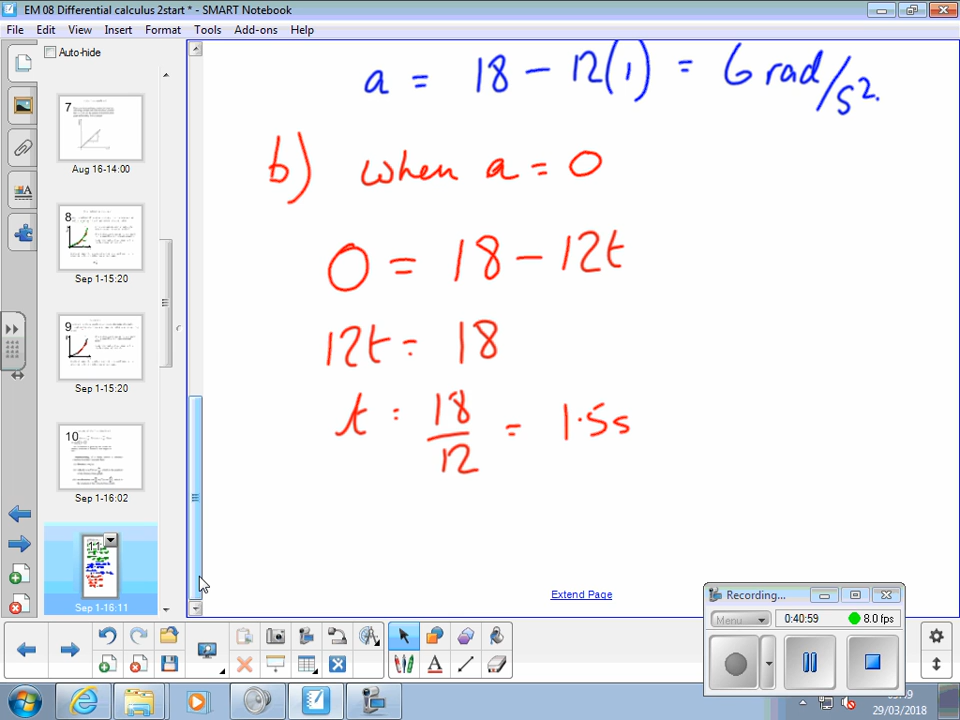 EM 08 Differential calculus 2start * - SMART Notebook
File Edit View Insert Format Tools Add-ons Help
Auto-hide
7
Aug 16-14:00
8
Sep 1-15:20
9
Sep 1-15:20
10
Sep 1-16:02
11
Sep 1-16:11
a = 18 - 12(1) = 6 rad/s².
b) when a = 0
0 = 18 - 12t
12t = 18
t = 18/12 = 1.5s
Extend Page
Recording...
Menu
0:40:59
8.0 fps
29/03/2018